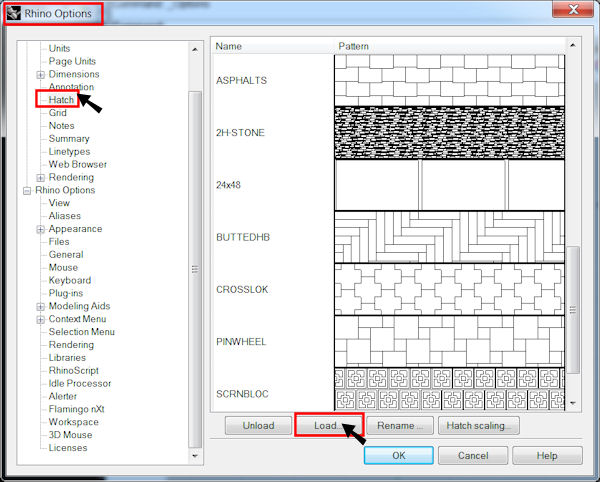 Rhino Options
Units
Page Units
Dimensions
Annotation
Hatch
Grid
Notes
Summary
Linetypes
Web Browser
Rendering
Rhino Options
View
Aliases
Appearance
Files
General
Mouse
Keyboard
Plug-ins
Modeling Aids
Context Menu
Selection Menu
Rendering
Libraries
RhinoScript
Idle Processor
Alerter
Flamingo nXt
Workspace
3D Mouse
Licenses
Name Pattern
ASPHALTS
2H-STONE
24x48
BUTTEDHB
CROSSLOK
PINWHEEL
SCRNBLOC
Unload Load... Rename ... Hatch scaling...
OK Cancel Help